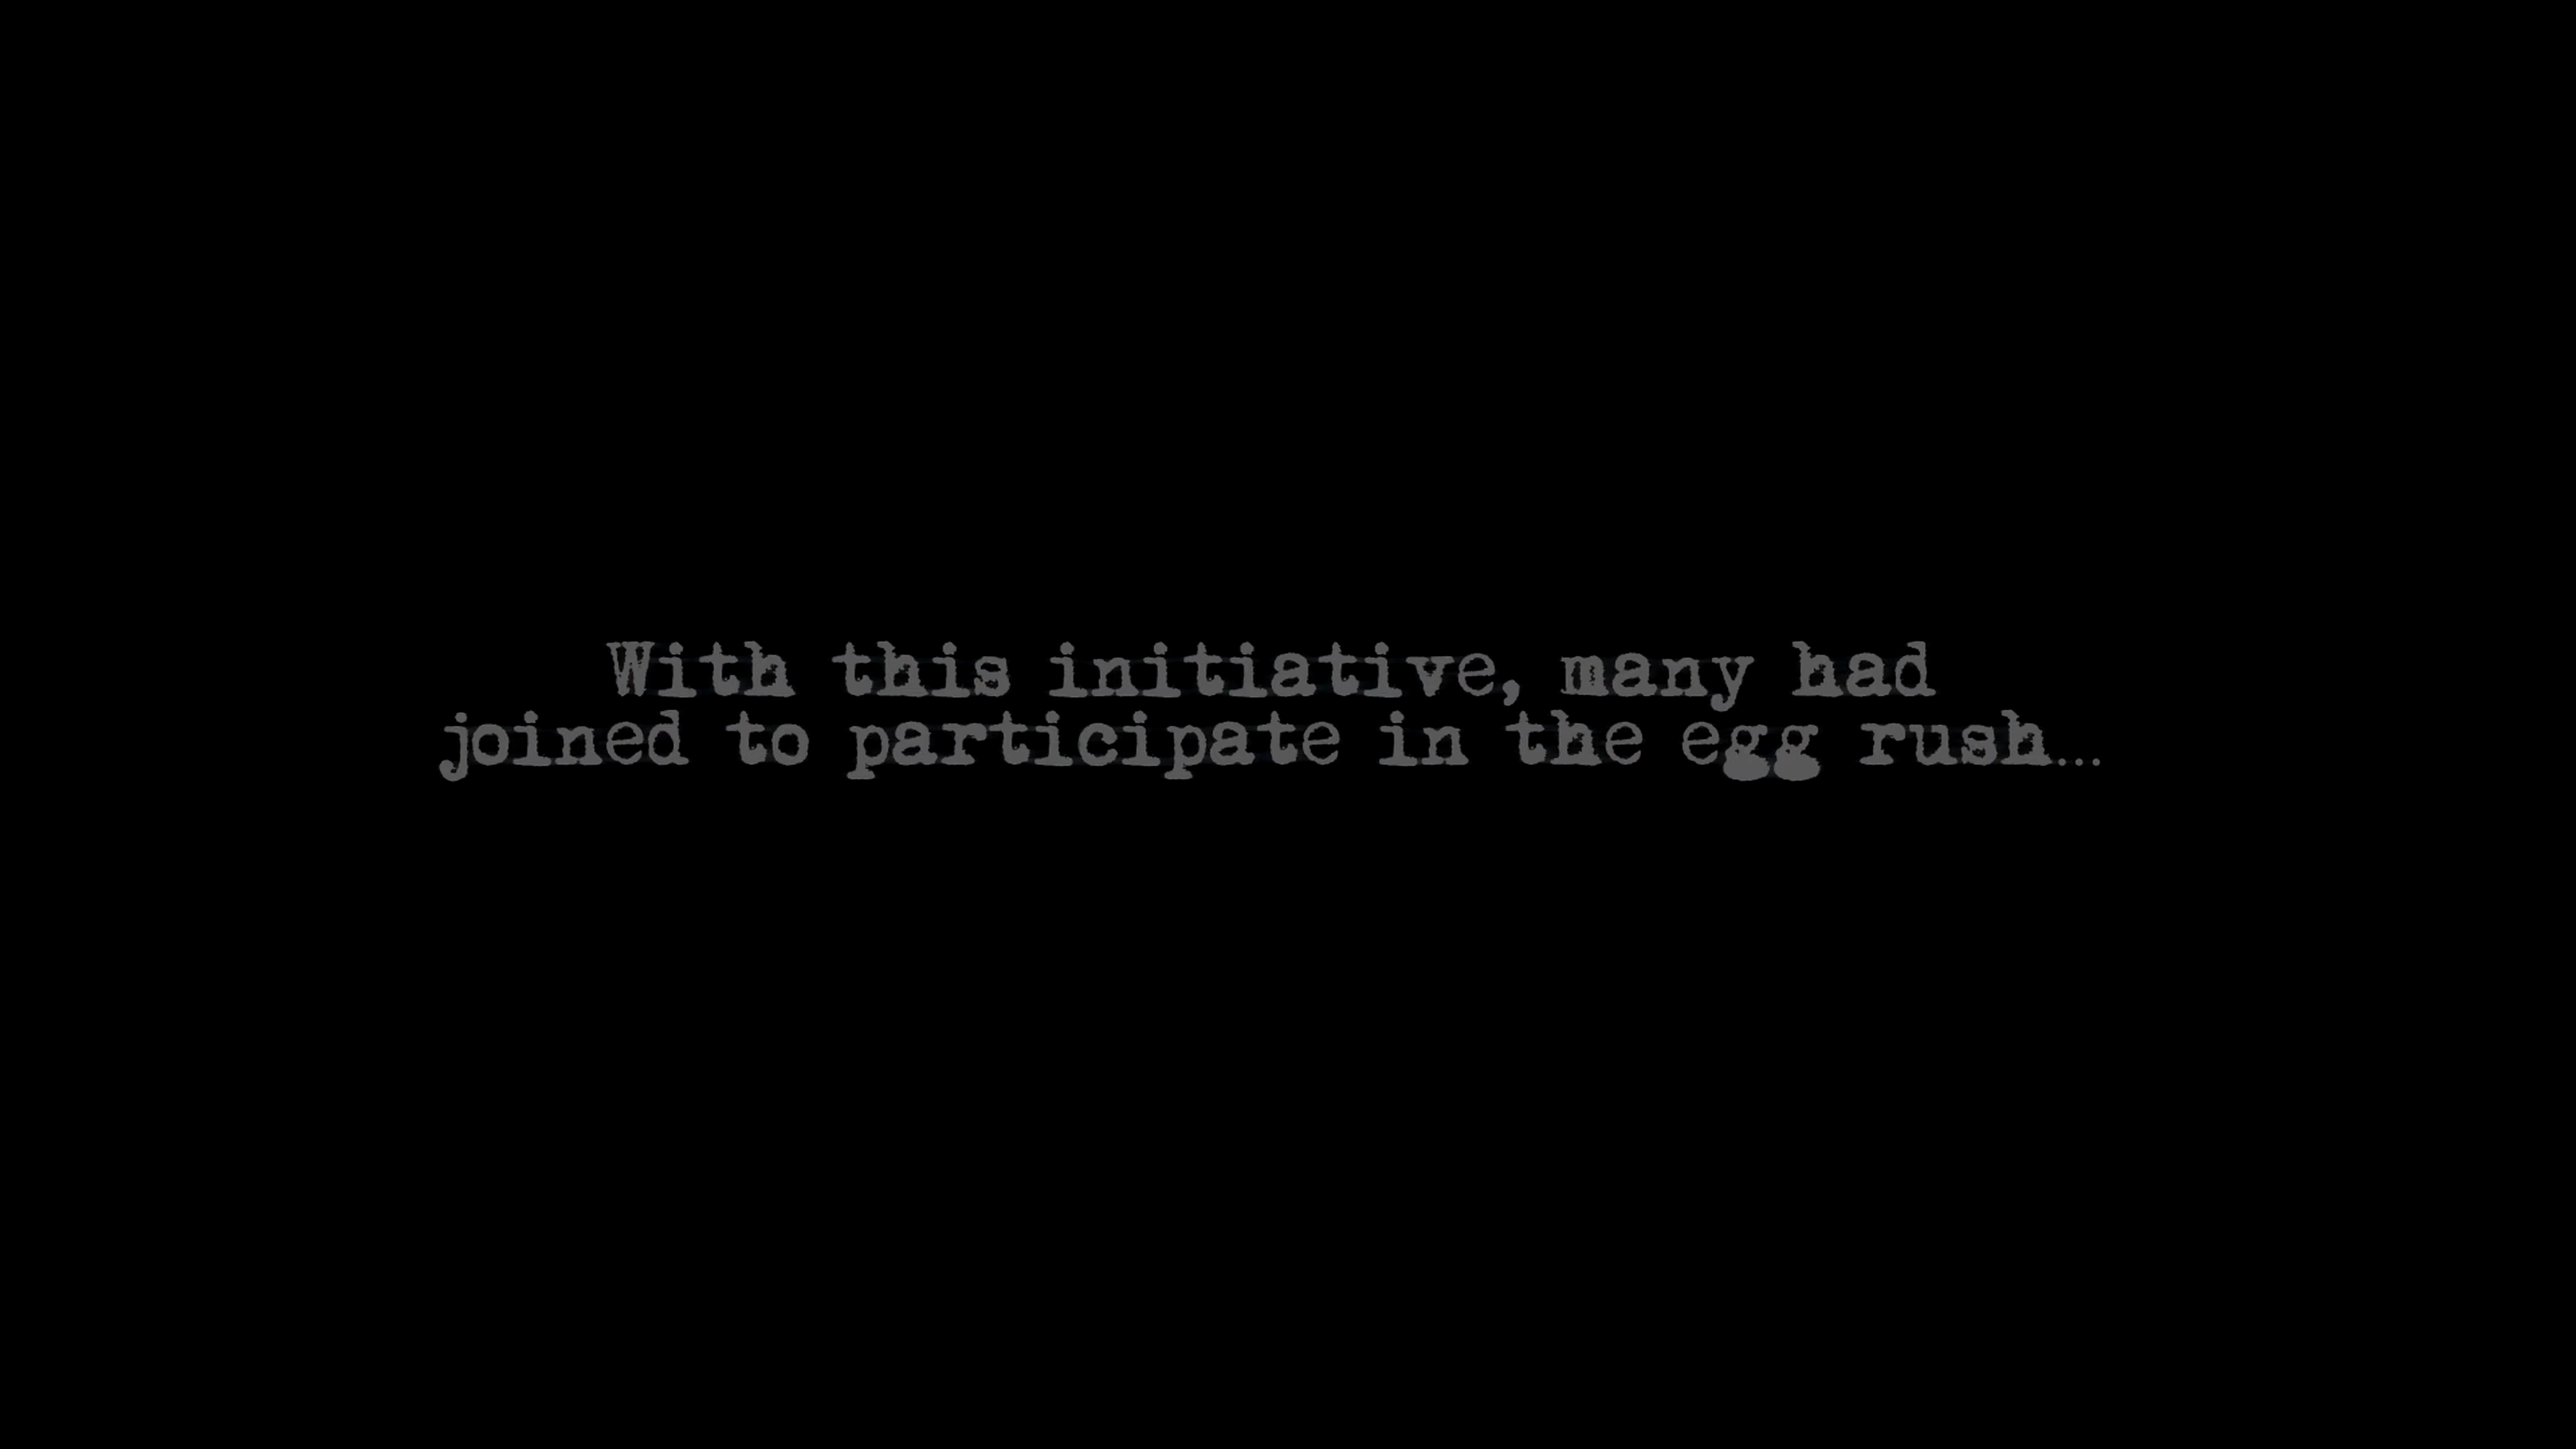 With this initiative, many had
joined to participate in the egg rush…